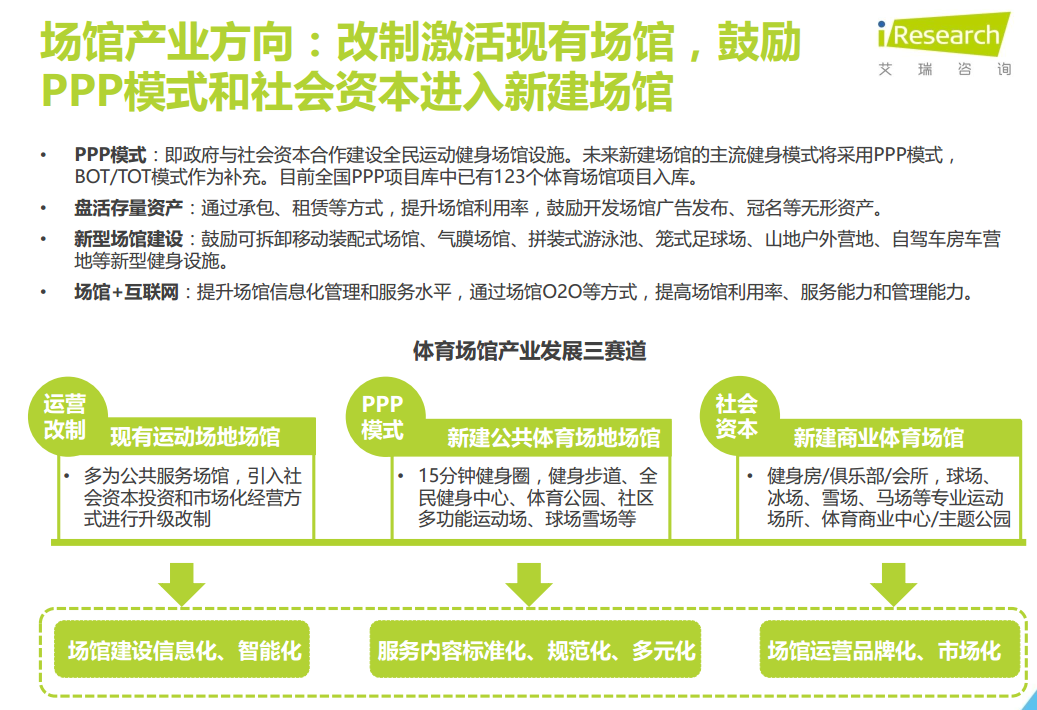 场馆产业方向：改制激活现有场馆，鼓励
PPP模式和社会资本进入新建场馆
iResearch
艾瑞咨询
• PPP模式：即政府与社会资本合作建设全民运动健身场馆设施。未来新建场馆的主流健身模式将采用PPP模式，
BOT/TOT模式作为补充。目前全国PPP项目库中已有123个体育场馆项目入库。
• 盘活存量资产：通过承包、租赁等方式，提升场馆利用率，鼓励开发场馆广告发布、冠名等无形资产。
• 新型场馆建设：鼓励可拆卸移动装配式场馆、气膜场馆、拼装式游泳池、笼式足球场、山地户外营地、自驾车房车营
地等新型健身设施。
• 场馆+互联网：提升场馆信息化管理和服务水平，通过场馆O2O等方式，提高场馆利用率、服务能力和管理能力。
体育场馆产业发展三赛道
运营
改制
现有运动场地场馆
• 多为公共服务场馆，引入社
会资本投资和市场化经营方
式进行升级改制
PPP
模式
新建公共体育场地场馆
• 15分钟健身圈，健身步道、全
民健身中心、体育公园、社区
多功能运动场、球场雪场等
社会
资本
新建商业体育场馆
• 健身房/俱乐部/会所，球场、
冰场、雪场、马场等专业运动
场所、体育商业中心/主题公园
场馆建设信息化、智能化
服务内容标准化、规范化、多元化
场馆运营品牌化、市场化